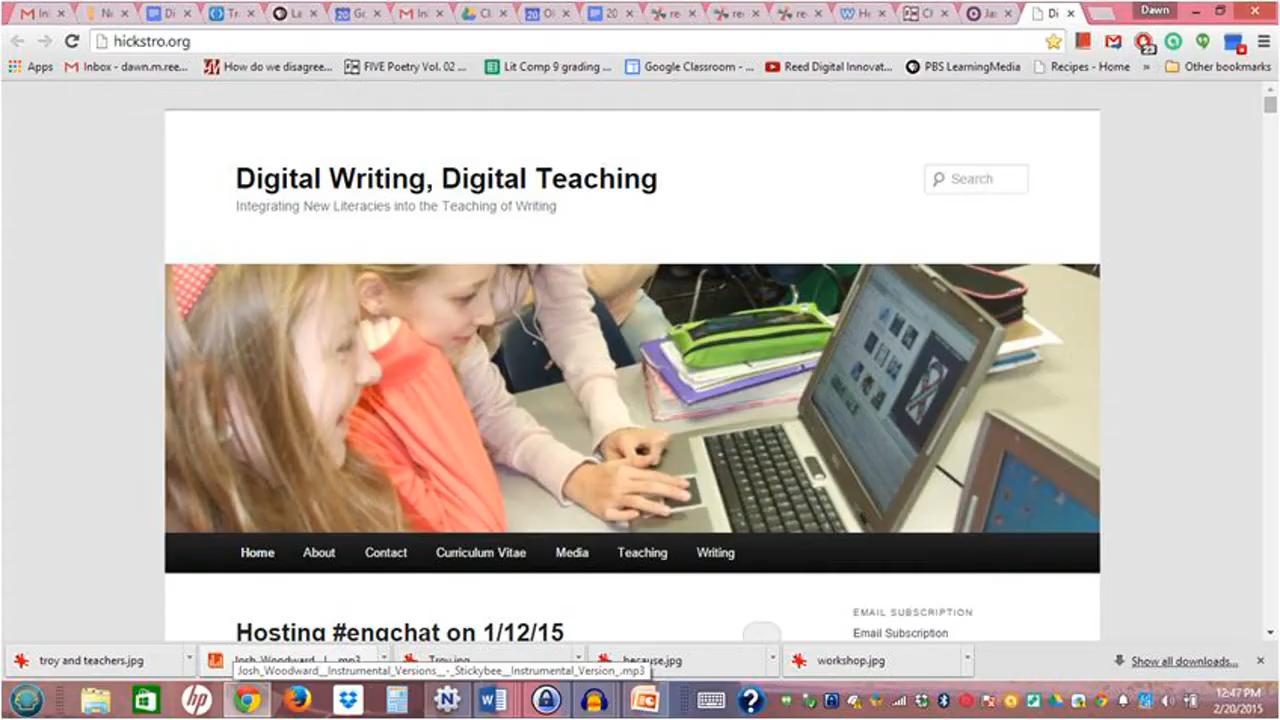 Dawn
hickstro.org
Apps
Inbox - dawn.m.ree...
How do we disagree...
FIVE Poetry Vol. 02 ...
Lit Comp 9 grading ...
Google Classroom - ...
Reed Digital Innovat...
PBS LearningMedia
Recipes - Home
»
Other bookmarks
Digital Writing, Digital Teaching
Search
Integrating New Literacies into the Teaching of Writing
Home About Contact Curriculum Vitae Media Teaching Writing
EMAIL SUBSCRIPTION
Hosting #engchat on 1/12/15
Email Subscription
troy and teachers.jpg
Troy.jpg
because.jpg
workshop.jpg
Show all downloads...
Josh_Woodward__Instrumental_Versions_-_Stickybee__Instrumental_Version_.mp3
12:47 PM
2/20/2015